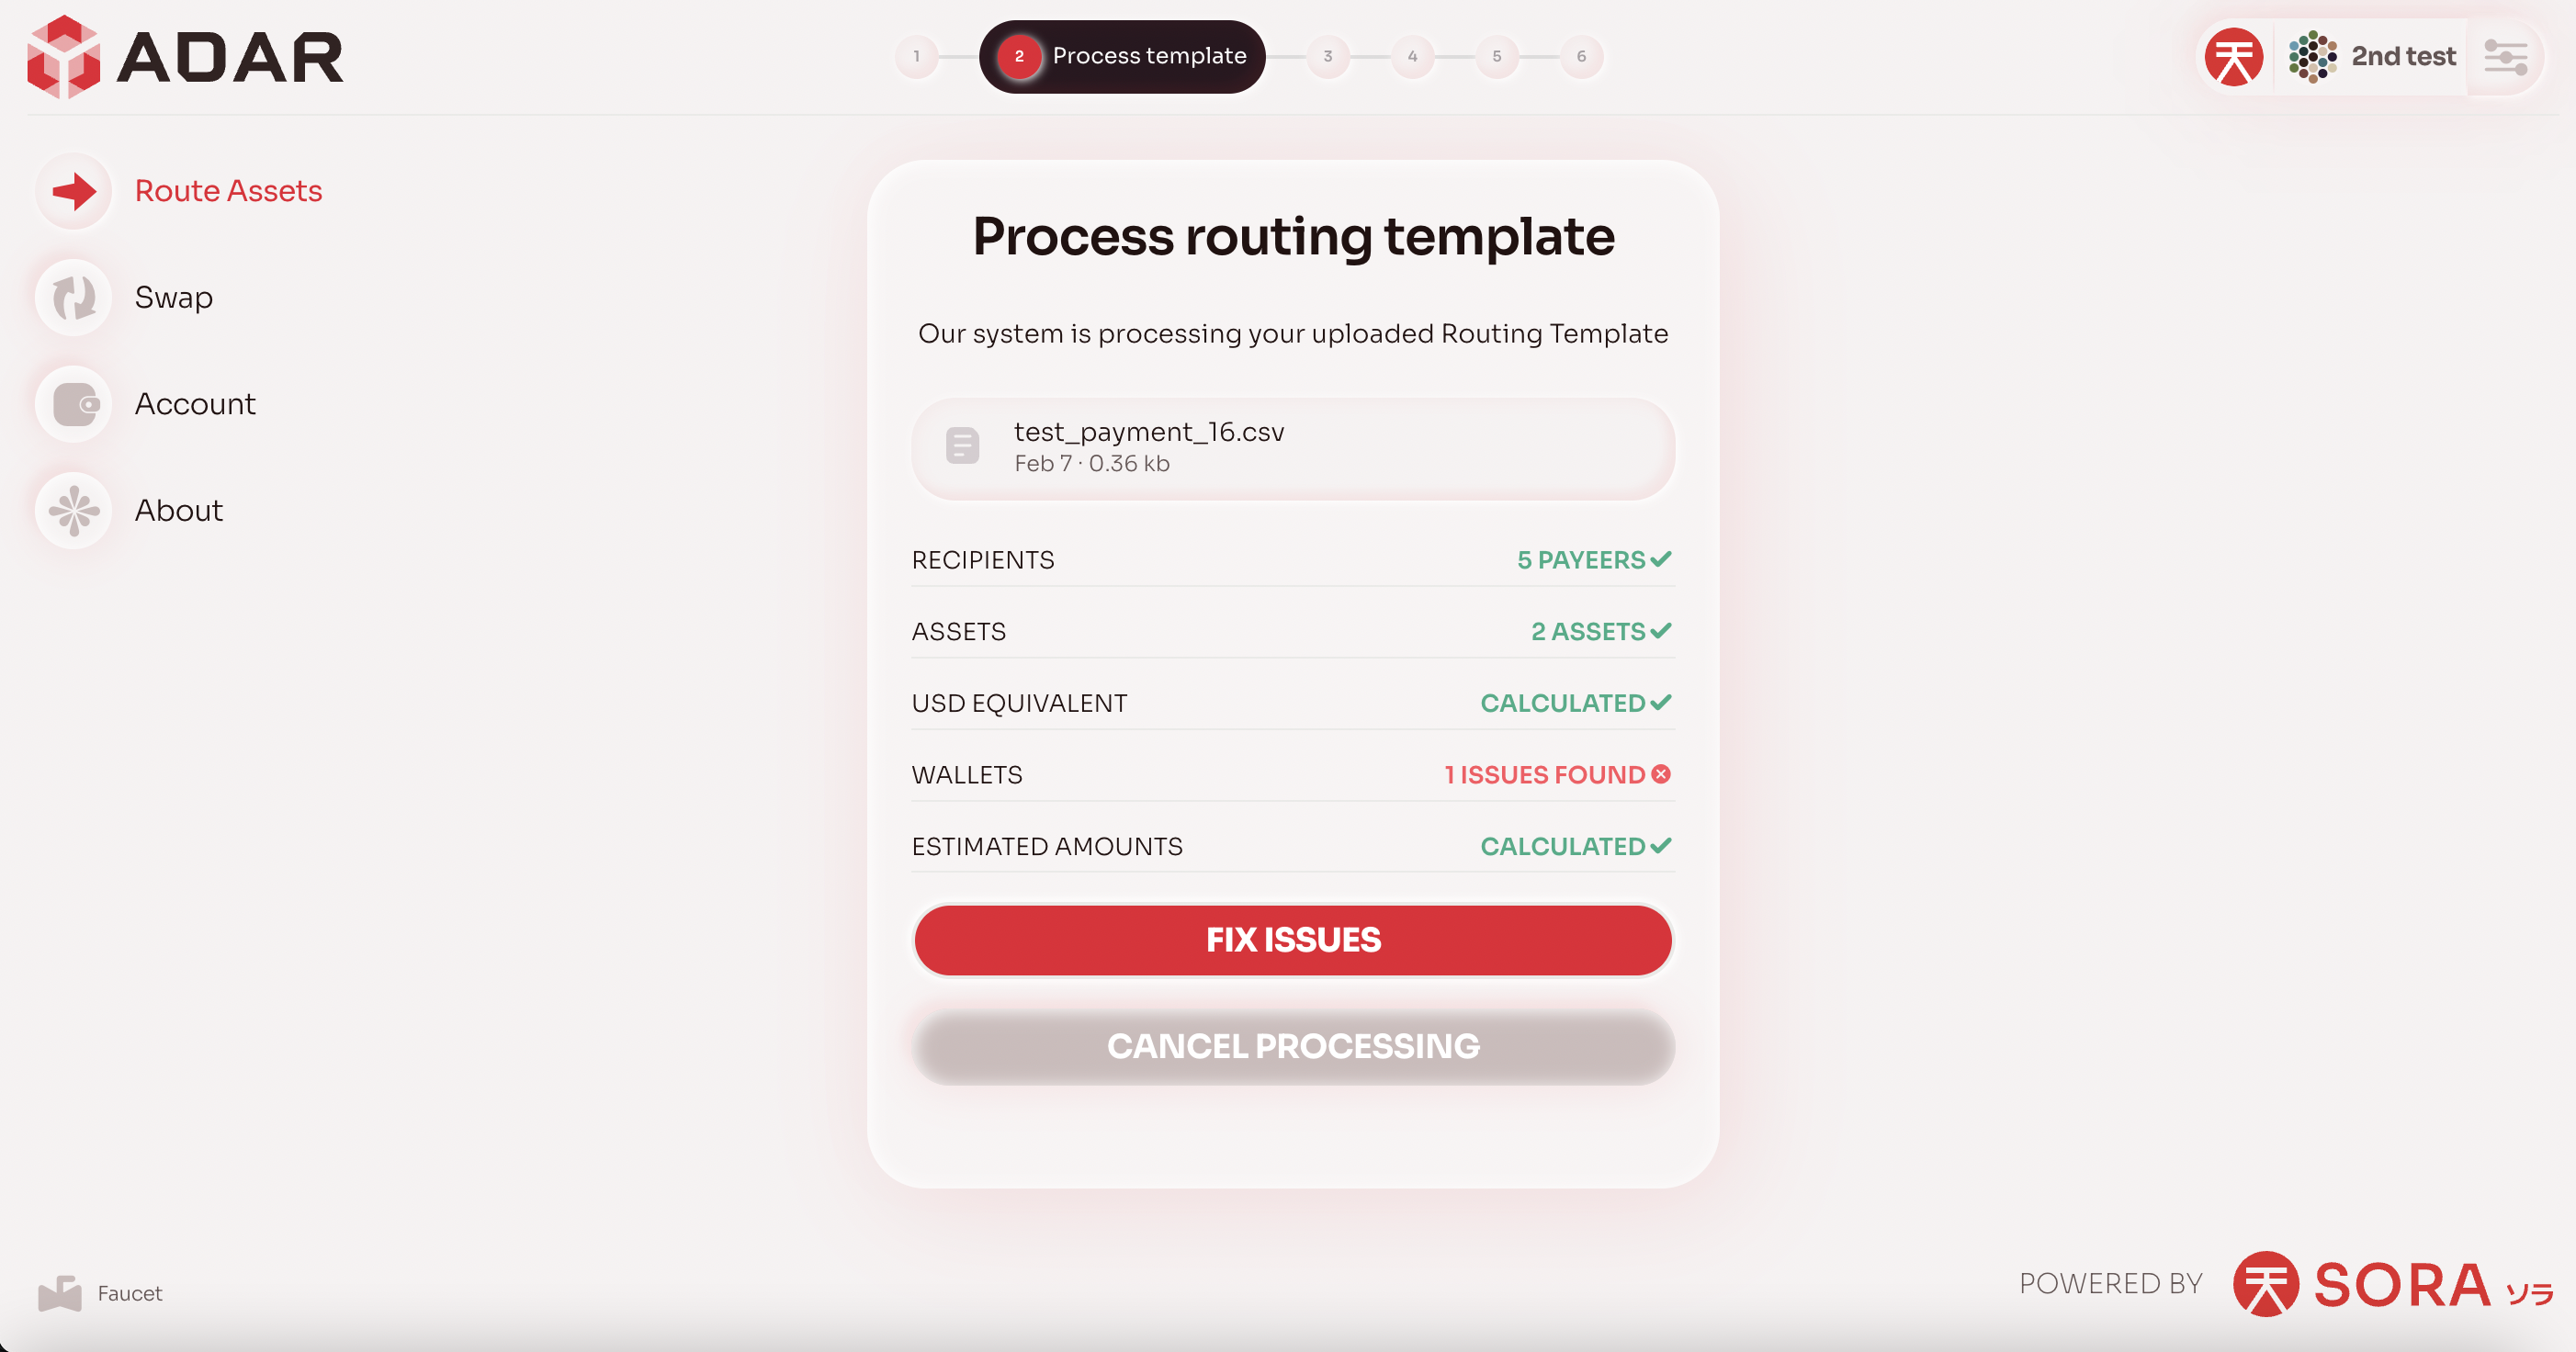 ADAR
1
2 Process template
3
4
5
6
2nd test
Route Assets
Swap
Account
About
Process routing template
Our system is processing your uploaded Routing Template
test_payment_16.csv
Feb 7 · 0.36 kb
RECIPIENTS 5 PAYEERS
ASSETS 2 ASSETS
USD EQUIVALENT CALCULATED
WALLETS 1 ISSUES FOUND
ESTIMATED AMOUNTS CALCULATED
FIX ISSUES
CANCEL PROCESSING
Faucet
POWERED BY SORA ソラ